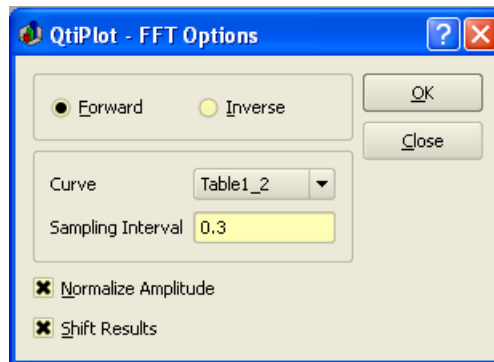 QtiPlot - FFT Options
Forward
Inverse
OK
Close
Curve
Table1_2
Sampling Interval
0.3
Normalize Amplitude
Shift Results